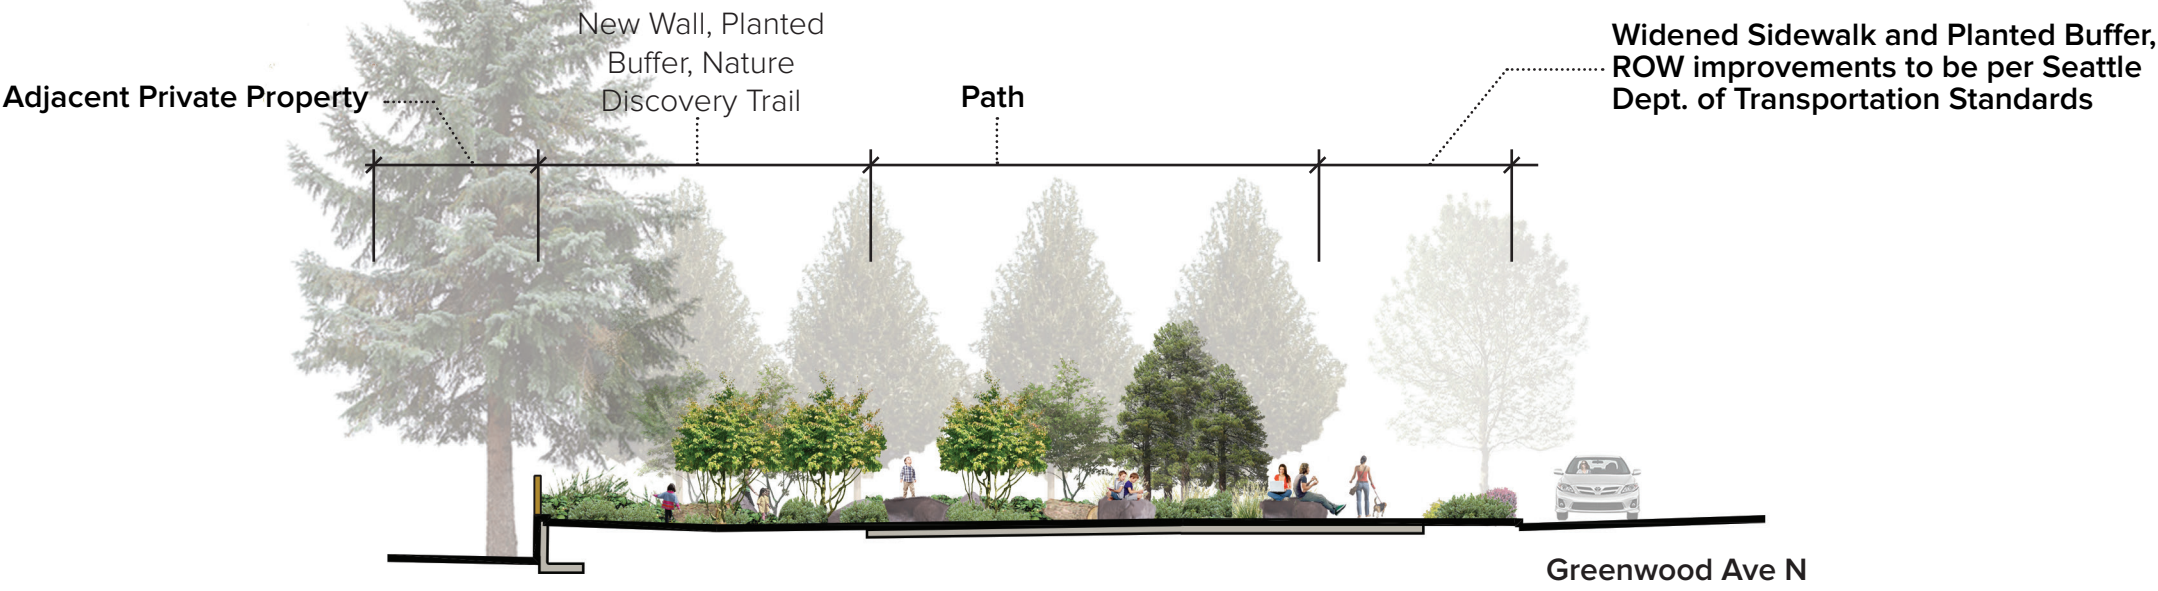 Adjacent Private Property
New Wall, Planted
Buffer, Nature
Discovery Trail
Path
Widened Sidewalk and Planted Buffer,
ROW improvements to be per Seattle
Dept. of Transportation Standards
Greenwood Ave N